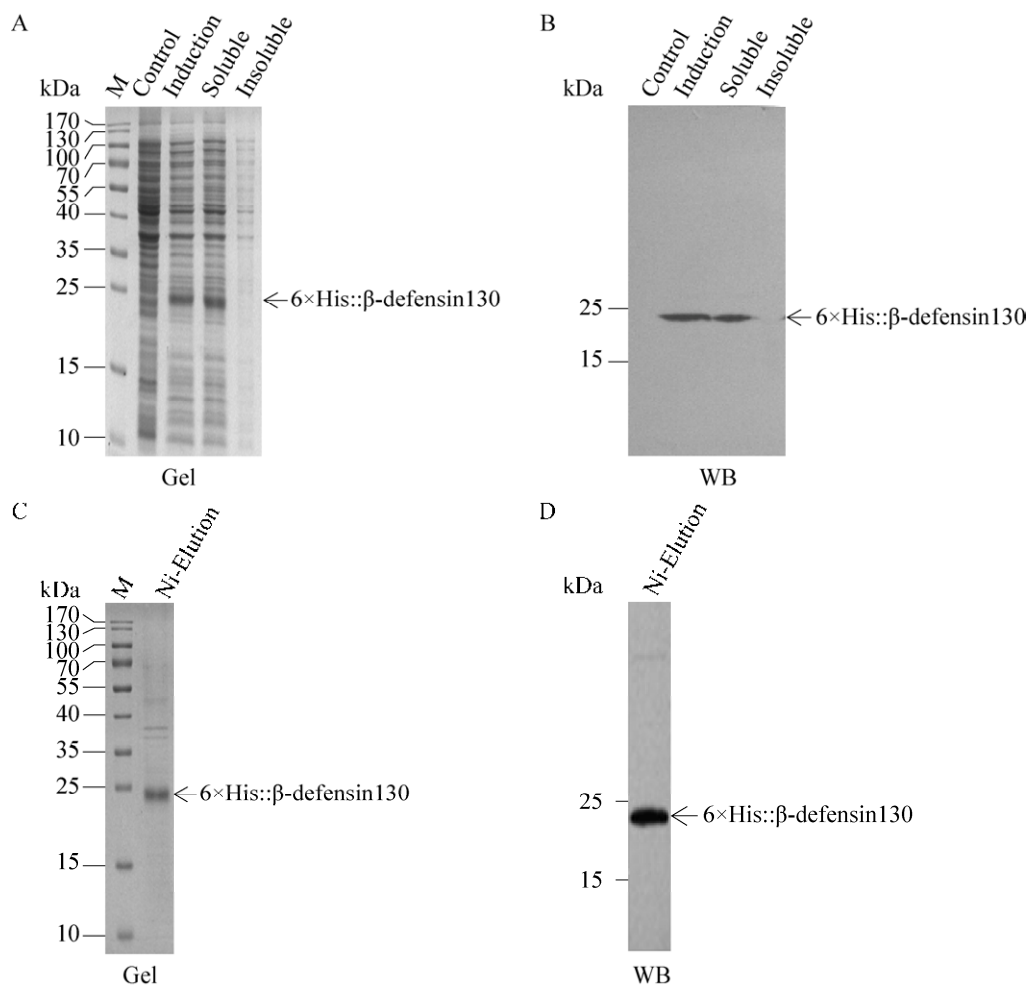 A
kDa
M
Control
Induction
Soluble
Insoluble
170
130
100
70
55
40
35
25
15
10
←6×His::β-defensin130
Gel
B
kDa
Control
Induction
Soluble
Insoluble
25
15
←6×His::β-defensin130
WB
C
kDa
M
Ni-Elution
170
130
100
70
55
40
35
25
15
10
←6×His::β-defensin130
Gel
D
kDa
Ni-Elution
25
15
←6×His::β-defensin130
WB